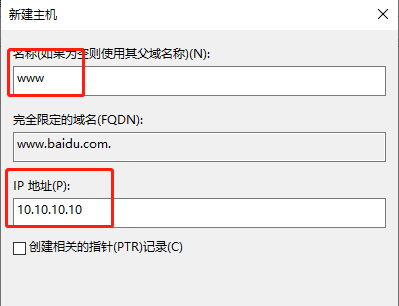 新建主机
名称(如果为空则使用其父域名称)(N):
www
完全限定的域名(FQDN):
www.baidu.com.
IP 地址(P):
10.10.10.10
创建相关的指针(PTR)记录(C)